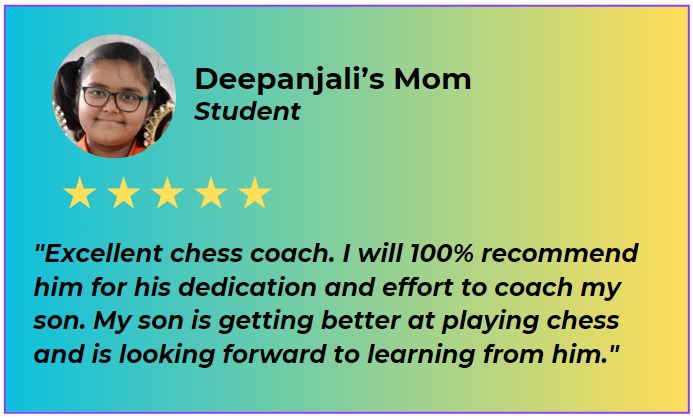 Deepanjali’s Mom
Student
"Excellent chess coach. I will 100% recommend
him for his dedication and effort to coach my
son. My son is getting better at playing chess
and is looking forward to learning from him."